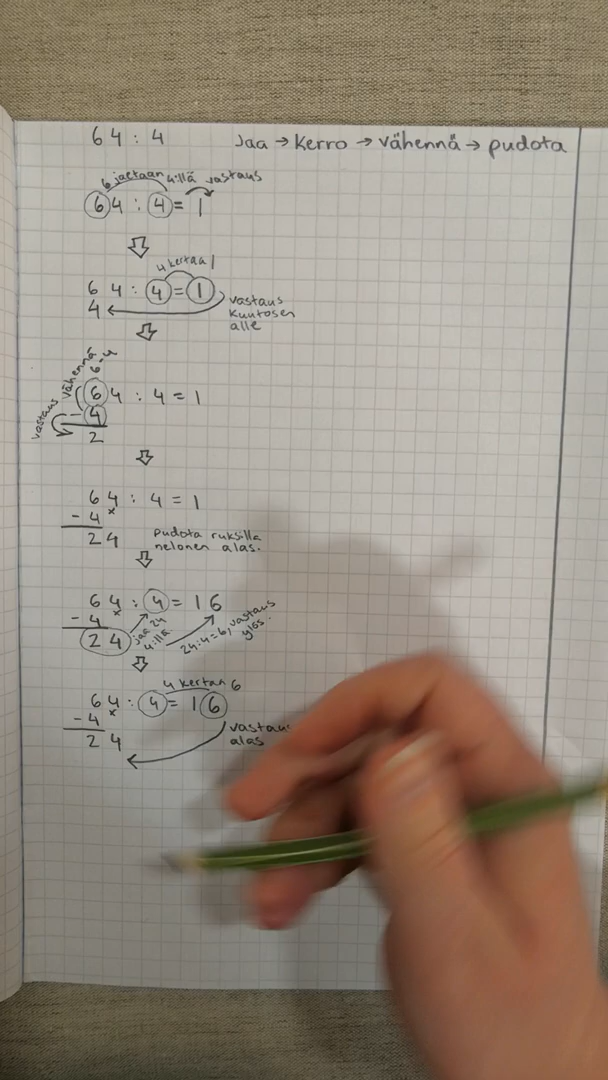 64 : 4
Jaa → Kerro → vähennä → pudota
6 jaetaan 4:llä vastaus
64 : 4 = 1
4 kertaa 1
64 : 4 = 1
4
vastaus
kuutosen
alle
6-4
vähennä
vastaus
64 : 4 = 1
- 4
2
64 : 4 = 1
- 4 x
24
pudota ruksilla
nelonen alas.
64 : 4 = 16
- 4 x
24
jaa 24
4:llä
24:4=6, vastaus
ylös.
4 kertaa 6
64 : 4 = 16
- 4 x
24
vastaus
alas